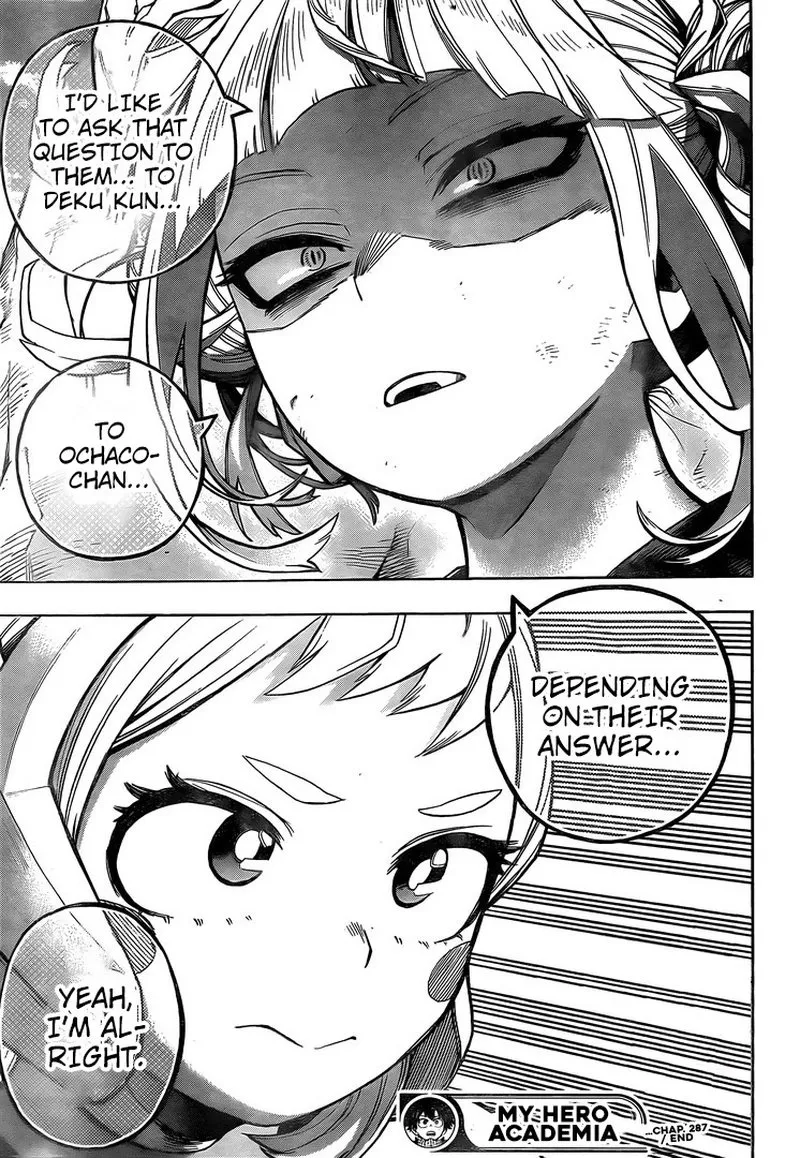 I'D LIKE
TO ASK THAT
QUESTION TO
THEM... TO
DEKU KUN...
TO
OCHACO-
CHAN...
DEPENDING
ON THEIR
ANSWER...
YEAH,
I'M AL-
RIGHT.
MY HERO
ACADEMIA
...CHAP. 287
/ END